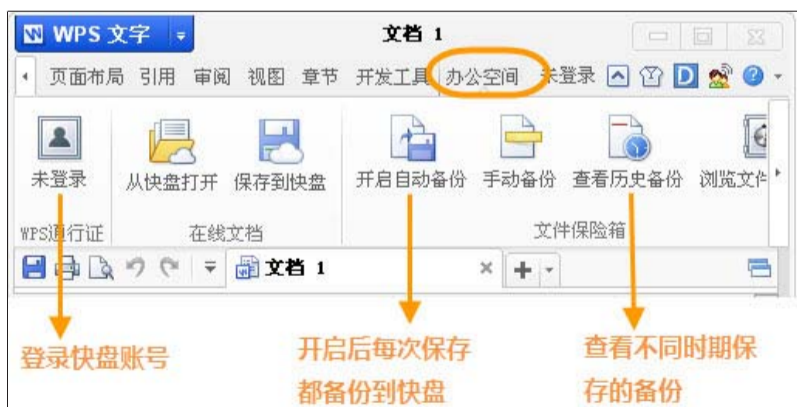 WPS 文字
文档 1
页面布局 引用 审阅 视图 章节 开发工具 办公空间 未登录
未登录 从快盘打开 保存到快盘 开启自动备份 手动备份 查看历史备份 浏览文件
WPS通行证 在线文档 文件保险箱
文档 1
登录快盘账号 开启后每次保存 查看不同时期保
都备份到快盘 存的备份